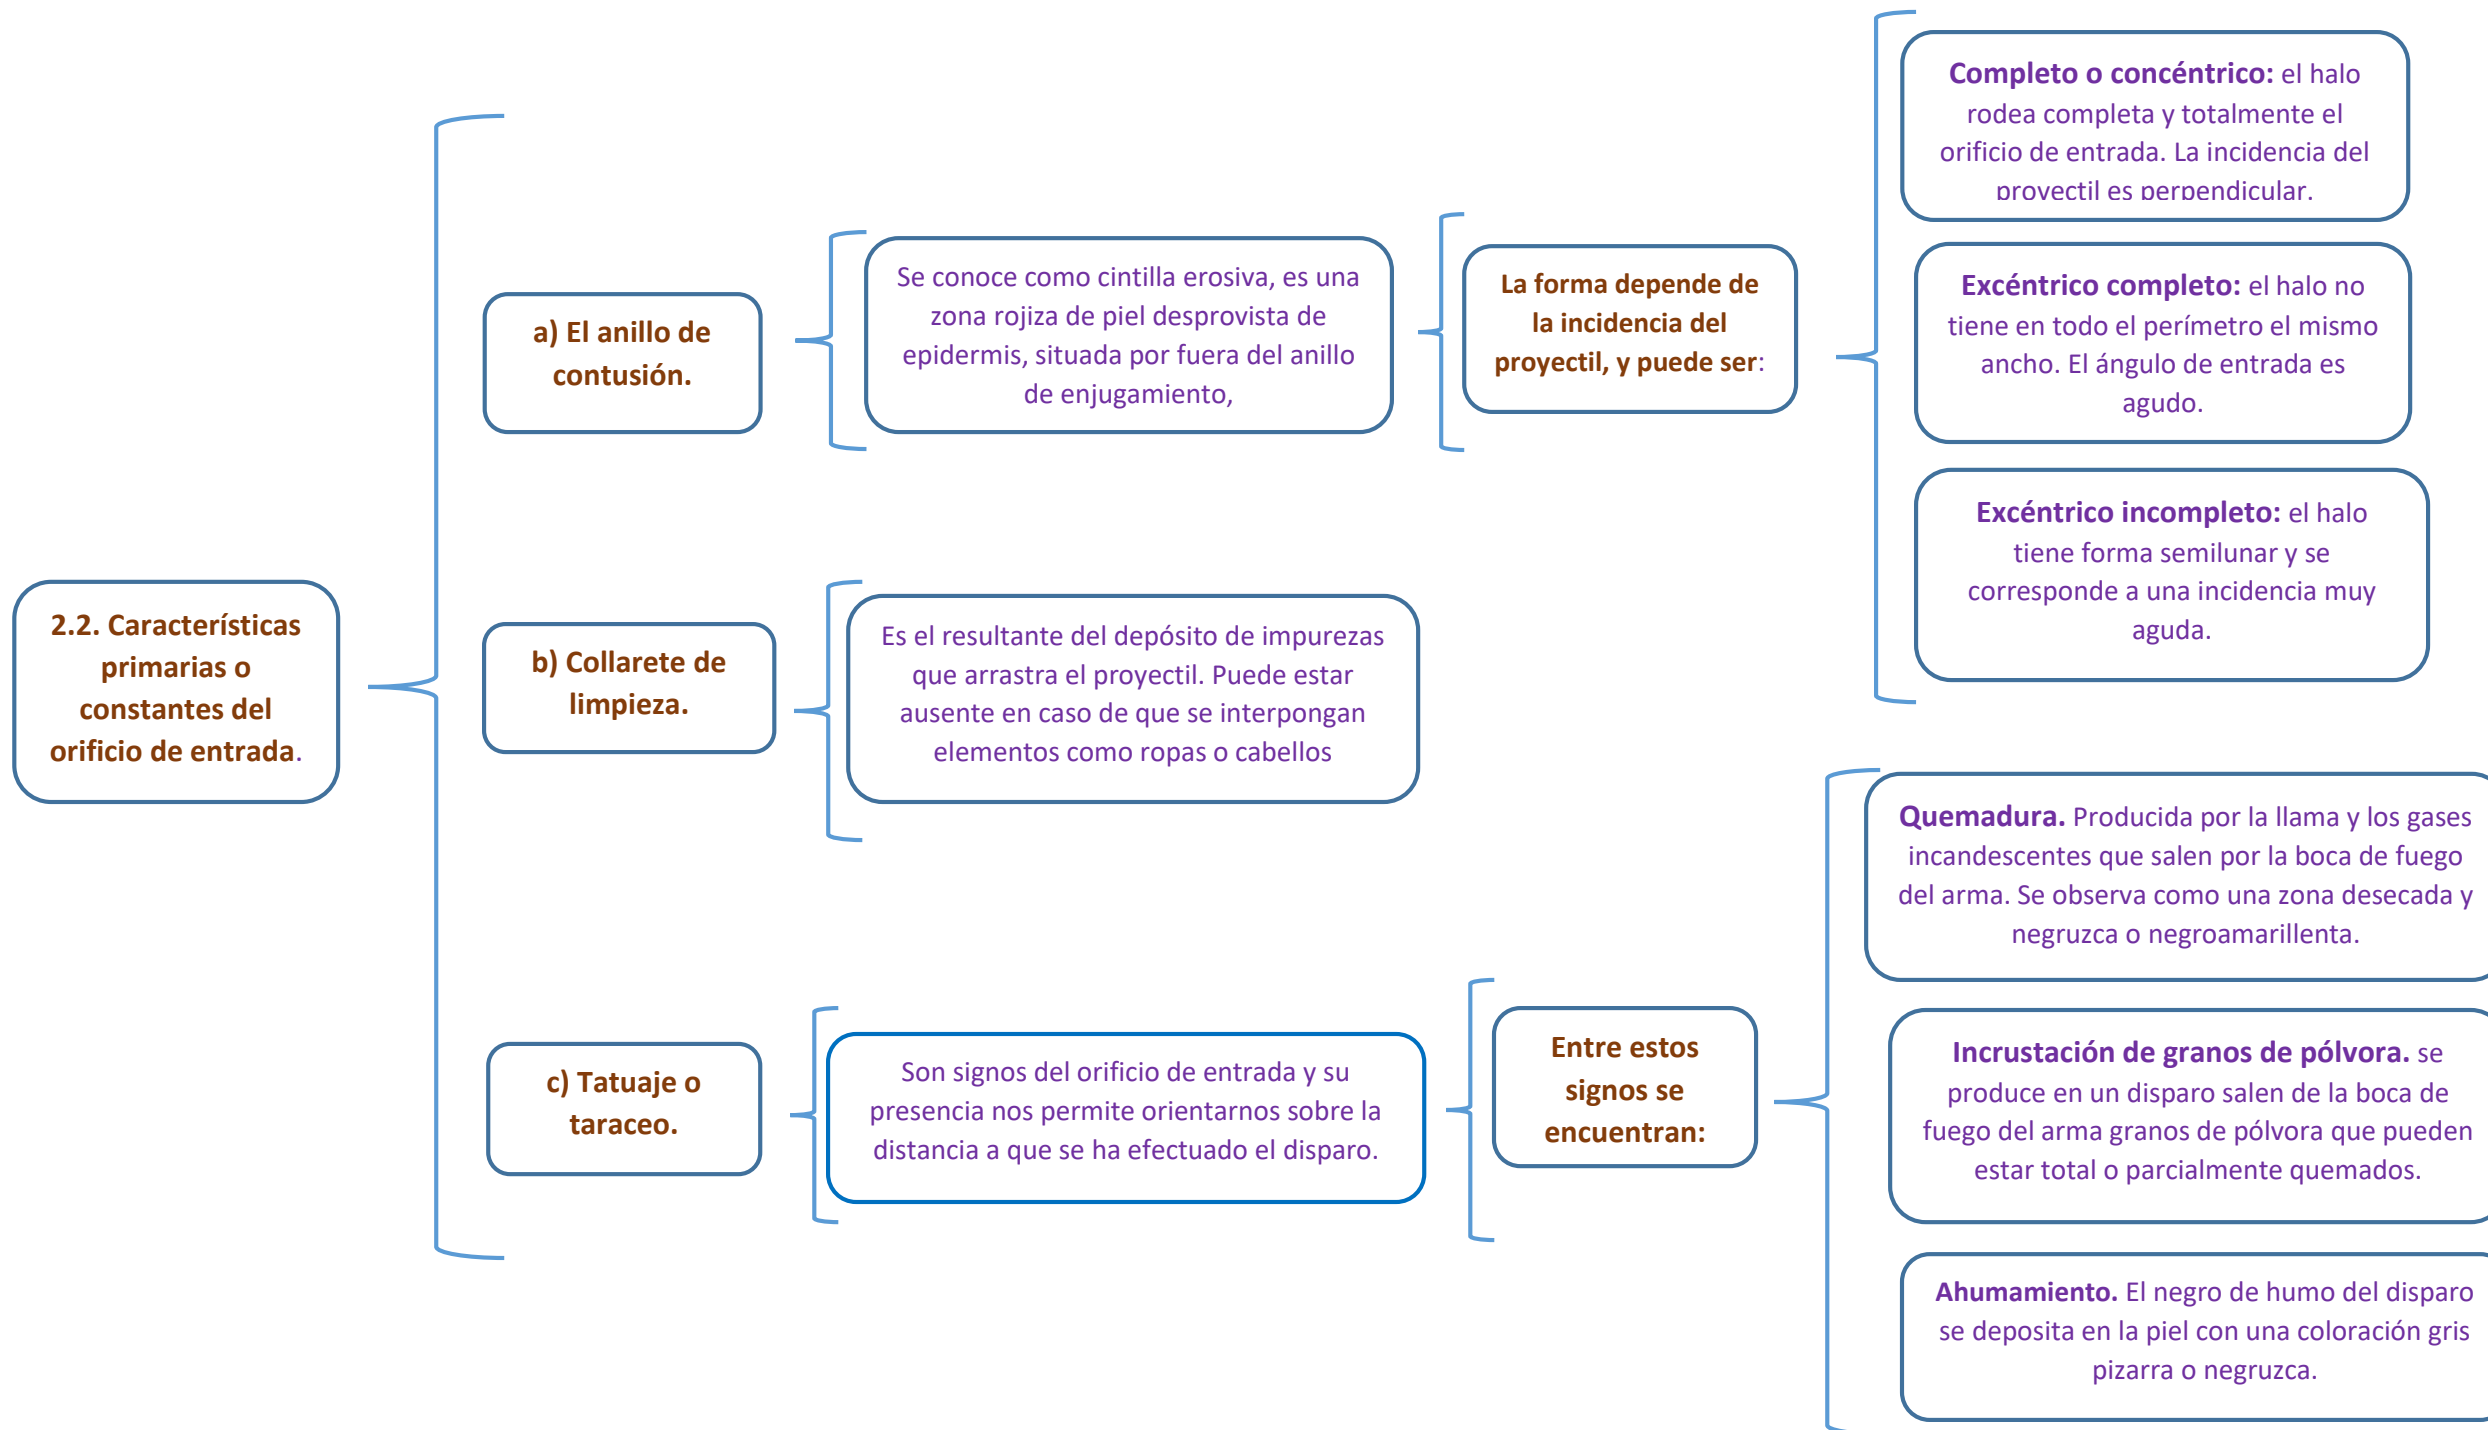 2.2. Características
primarias o
constantes del
orificio de entrada.
a) El anillo de
contusión.
Se conoce como cintilla erosiva, es una
zona rojiza de piel desprovista de
epidermis, situada por fuera del anillo
de enjugamiento,
La forma depende de
la incidencia del
proyectil, y puede ser:
Completo o concéntrico: el halo
rodea completa y totalmente el
orificio de entrada. La incidencia del
proyectil es perpendicular.
Excéntrico completo: el halo no
tiene en todo el perímetro el mismo
ancho. El ángulo de entrada es
agudo.
Excéntrico incompleto: el halo
tiene forma semilunar y se
corresponde a una incidencia muy
aguda.
b) Collarete de
limpieza.
Es el resultante del depósito de impurezas
que arrastra el proyectil. Puede estar
ausente en caso de que se interpongan
elementos como ropas o cabellos
c) Tatuaje o
taraceo.
Son signos del orificio de entrada y su
presencia nos permite orientarnos sobre la
distancia a que se ha efectuado el disparo.
Entre estos
signos se
encuentran:
Quemadura. Producida por la llama y los gases
incandescentes que salen por la boca de fuego
del arma. Se observa como una zona desecada y
negruzca o negroamarillenta.
Incrustación de granos de pólvora. se
produce en un disparo salen de la boca de
fuego del arma granos de pólvora que pueden
estar total o parcialmente quemados.
Ahumamiento. El negro de humo del disparo
se deposita en la piel con una coloración gris
pizarra o negruzca.